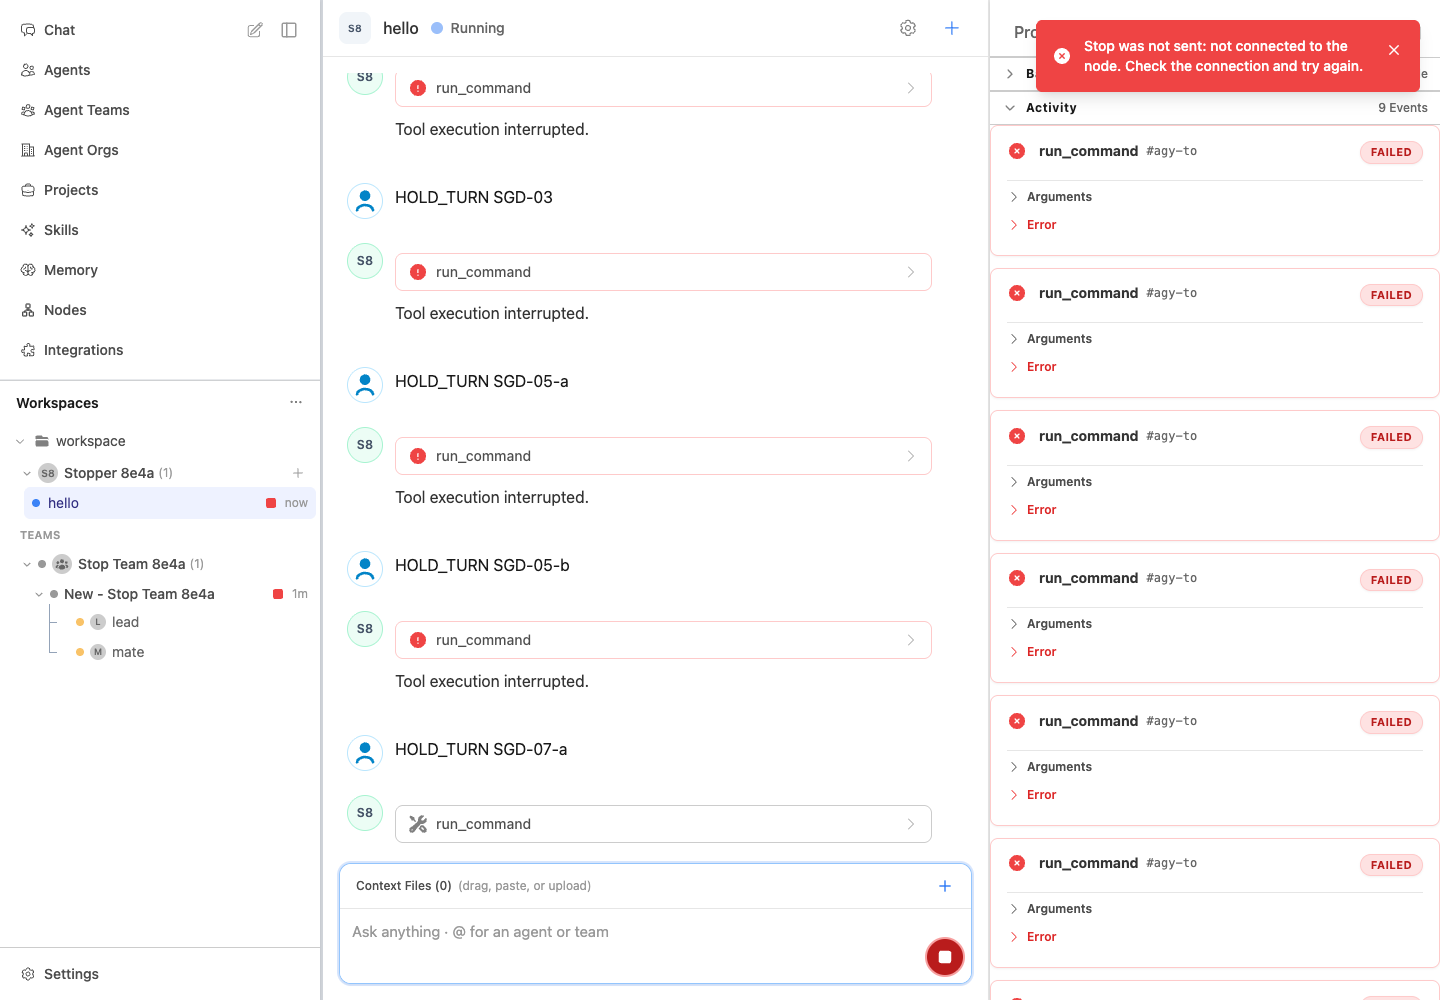 Chat
Agents
Agent Teams
Agent Orgs
Projects
Skills
Memory
Nodes
Integrations
Workspaces
workspace
S8 Stopper 8e4a (1)
hello now
TEAMS
Stop Team 8e4a (1)
New - Stop Team 8e4a 1m
L lead
M mate
Settings
S8 hello Running
S8 run_command
Tool execution interrupted.
HOLD_TURN SGD-03
S8 run_command
Tool execution interrupted.
HOLD_TURN SGD-05-a
S8 run_command
Tool execution interrupted.
HOLD_TURN SGD-05-b
S8 run_command
Tool execution interrupted.
HOLD_TURN SGD-07-a
S8 run_command
Context Files (0) (drag, paste, or upload)
Ask anything · @ for an agent or team
Stop was not sent: not connected to the
node. Check the connection and try again.
Activity 9 Events
run_command #agy-to FAILED
Arguments
Error
run_command #agy-to FAILED
Arguments
Error
run_command #agy-to FAILED
Arguments
Error
run_command #agy-to FAILED
Arguments
Error
run_command #agy-to FAILED
Arguments
Error
run_command #agy-to FAILED
Arguments
Error